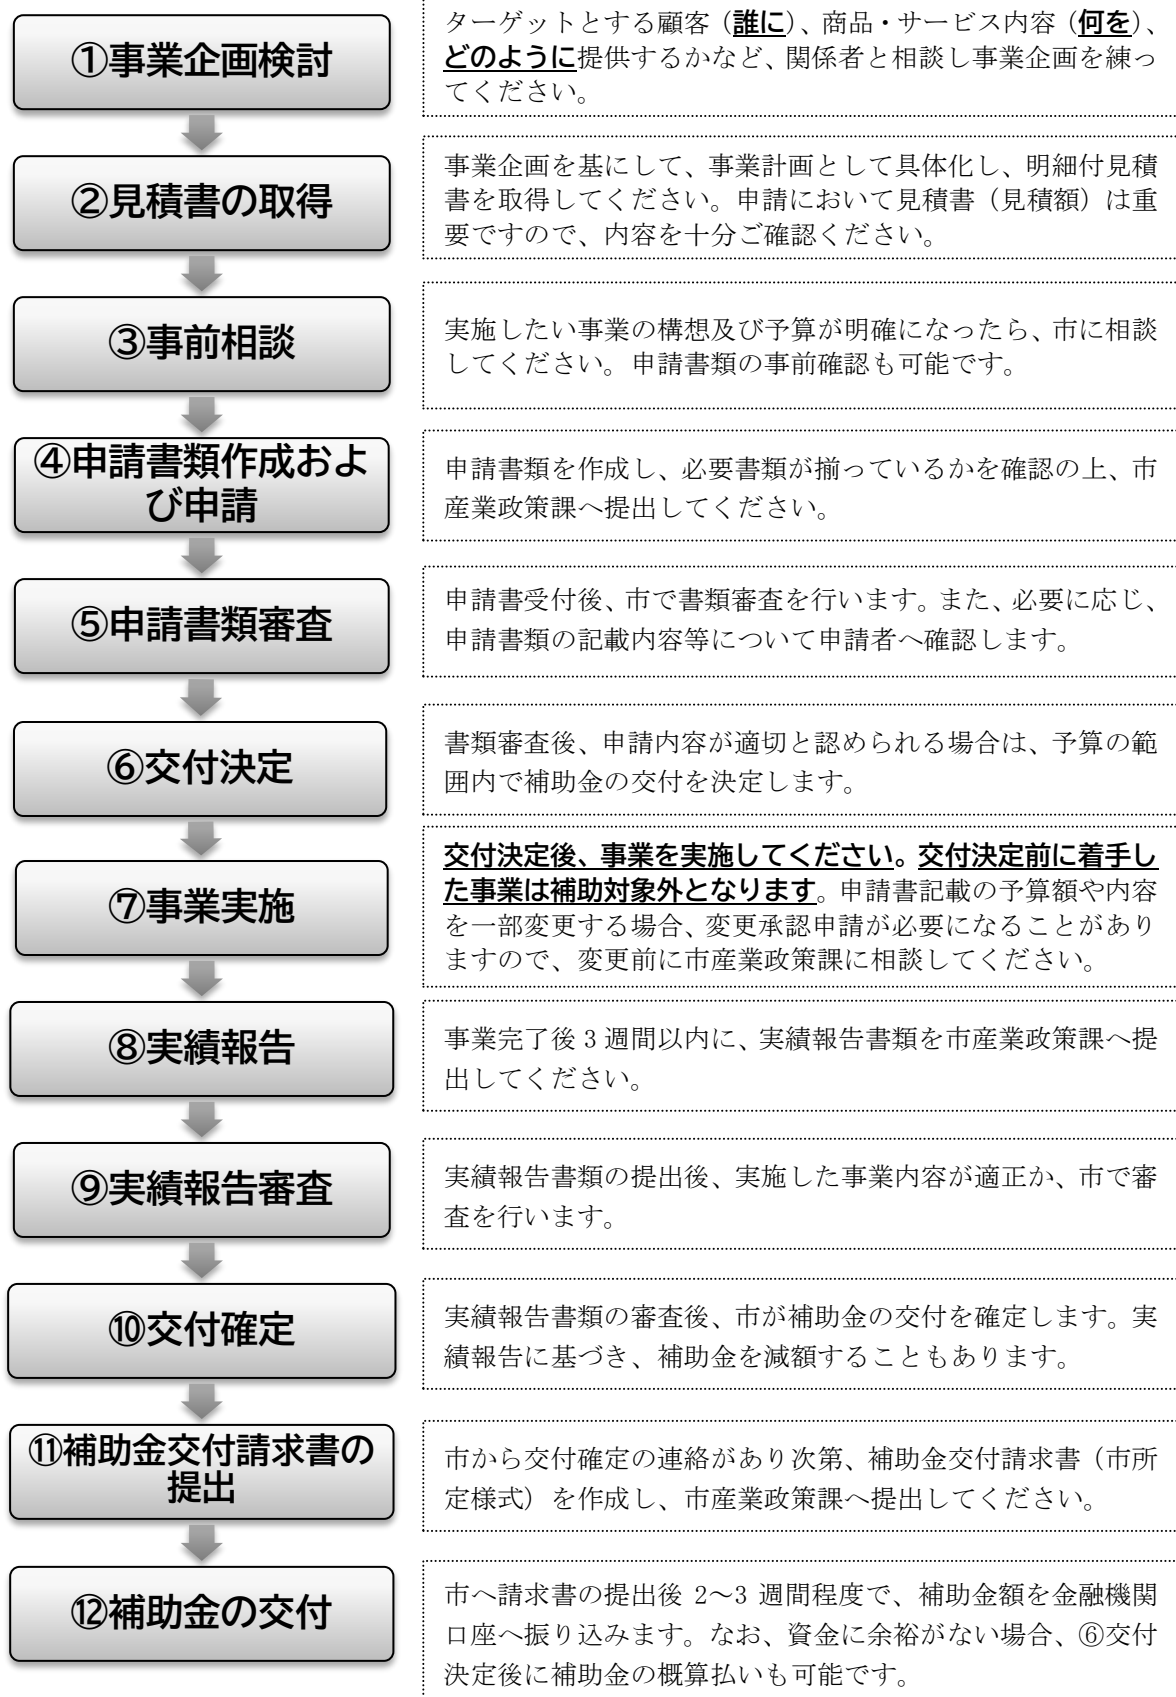 ①事業企画検討
ターゲットとする顧客（誰に）、商品・サービス内容（何を）、
どのように提供するかなど、関係者と相談し事業企画を練っ
てください。
②見積書の取得
事業企画を基にして、事業計画として具体化し、明細付見積
書を取得してください。申請において見積書（見積額）は重
要ですので、内容を十分ご確認ください。
③事前相談
実施したい事業の構想及び予算が明確になったら、市に相談
してください。申請書類の事前確認も可能です。
④申請書類作成およ
び申請
申請書類を作成し、必要書類が揃っているかを確認の上、市
産業政策課へ提出してください。
⑤申請書類審査
申請書受付後、市で書類審査を行います。また、必要に応じ、
申請書類の記載内容等について申請者へ確認します。
⑥交付決定
書類審査後、申請内容が適切と認められる場合は、予算の範
囲内で補助金の交付を決定します。
⑦事業実施
交付決定後、事業を実施してください。交付決定前に着手し
た事業は補助対象外となります。申請書記載の予算額や内容
を一部変更する場合、変更承認申請が必要になることがあり
ますので、変更前に市産業政策課に相談してください。
⑧実績報告
事業完了後 3 週間以内に、実績報告書類を市産業政策課へ提
出してください。
⑨実績報告審査
実績報告書類の提出後、実施した事業内容が適正か、市で審
査を行います。
⑩交付確定
実績報告書類の審査後、市が補助金の交付を確定します。実
績報告に基づき、補助金を減額することもあります。
⑪補助金交付請求書の
提出
市から交付確定の連絡があり次第、補助金交付請求書（市所
定様式）を作成し、市産業政策課へ提出してください。
⑫補助金の交付
市へ請求書の提出後 2～3 週間程度で、補助金額を金融機関
口座へ振り込みます。なお、資金に余裕がない場合、⑥交付
決定後に補助金の概算払いも可能です。